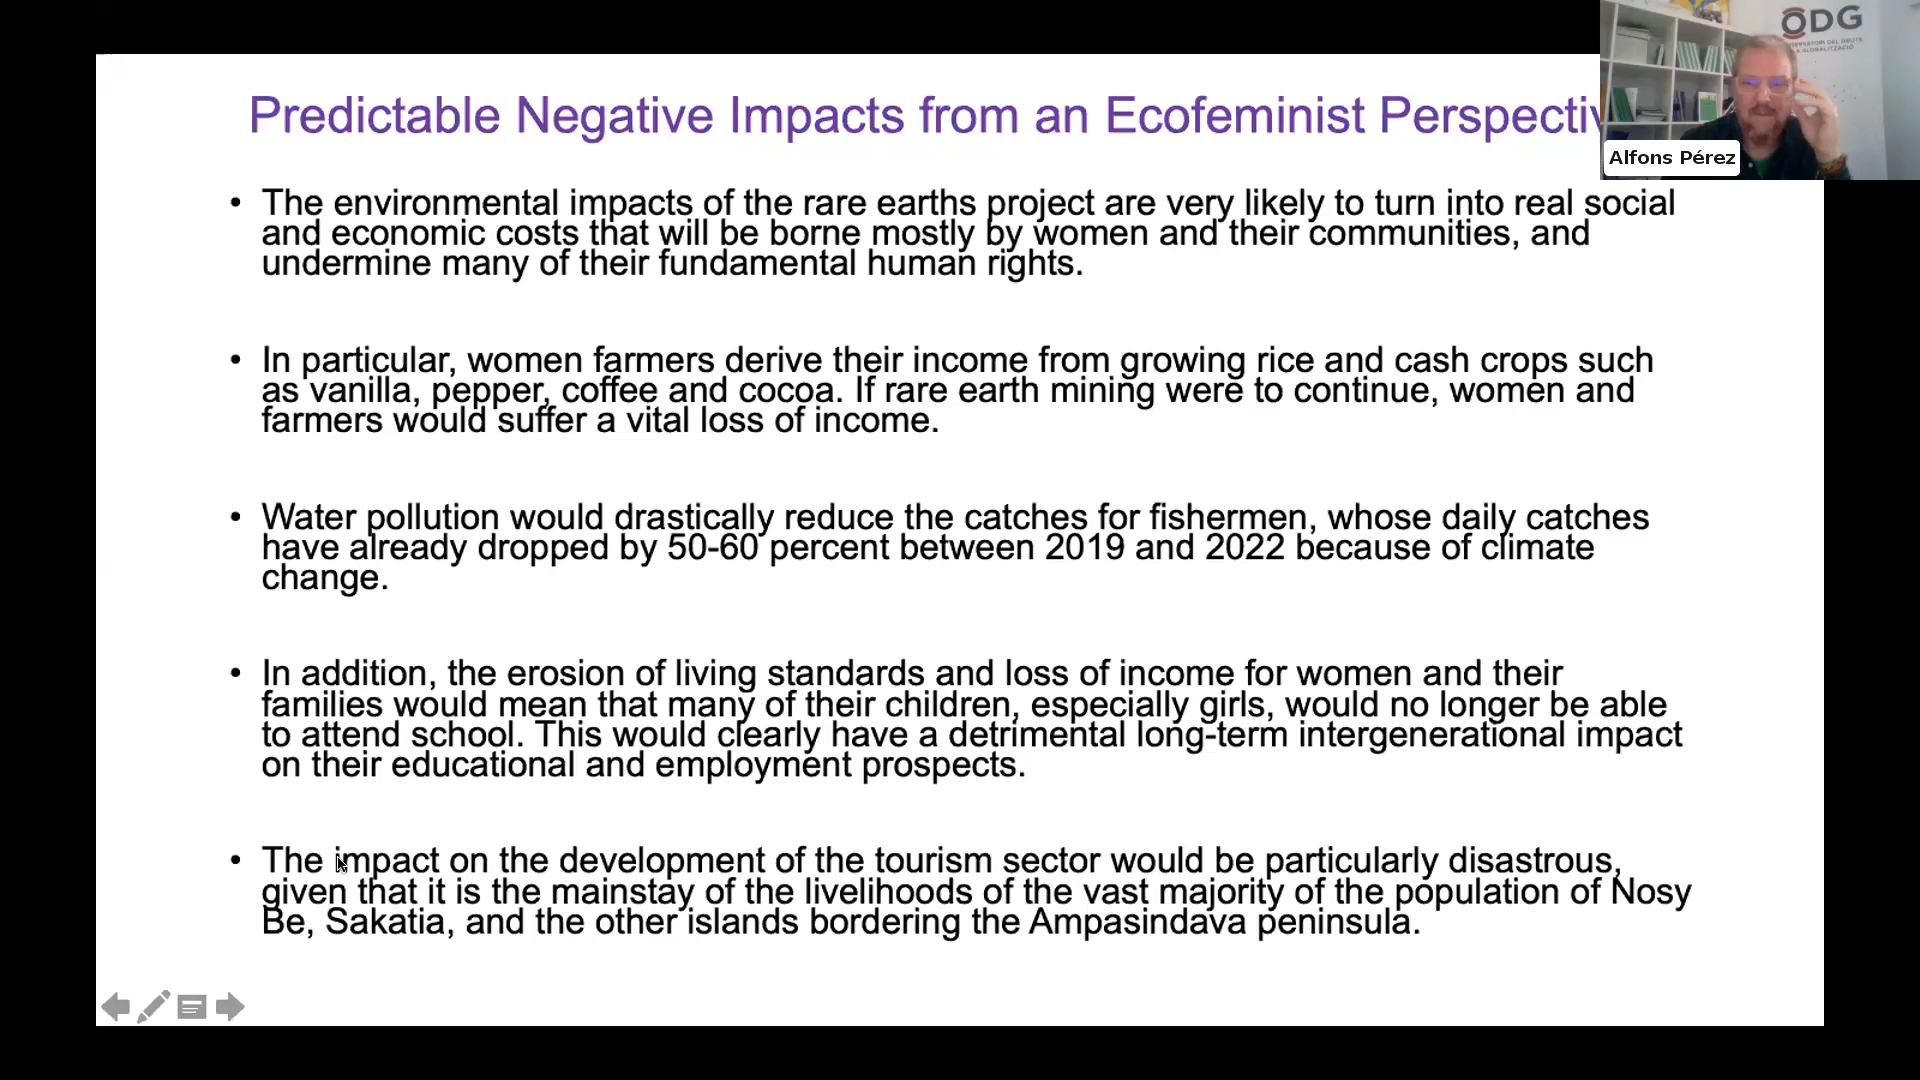 Predictable Negative Impacts from an Ecofeminist Perspectiv
ODG
Alfons Pérez
• The environmental impacts of the rare earths project are very likely to turn into real social
and economic costs that will be borne mostly by women and their communities, and
undermine many of their fundamental human rights.
• In particular, women farmers derive their income from growing rice and cash crops such
as vanilla, pepper, coffee and cocoa. If rare earth mining were to continue, women and
farmers would suffer a vital loss of income.
• Water pollution would drastically reduce the catches for fishermen, whose daily catches
have already dropped by 50-60 percent between 2019 and 2022 because of climate
change.
• In addition, the erosion of living standards and loss of income for women and their
families would mean that many of their children, especially girls, would no longer be able
to attend school. This would clearly have a detrimental long-term intergenerational impact
on their educational and employment prospects.
• The impact on the development of the tourism sector would be particularly disastrous,
given that it is the mainstay of the livelihoods of the vast majority of the population of Nosy
Be, Sakatia, and the other islands bordering the Ampasindava peninsula.